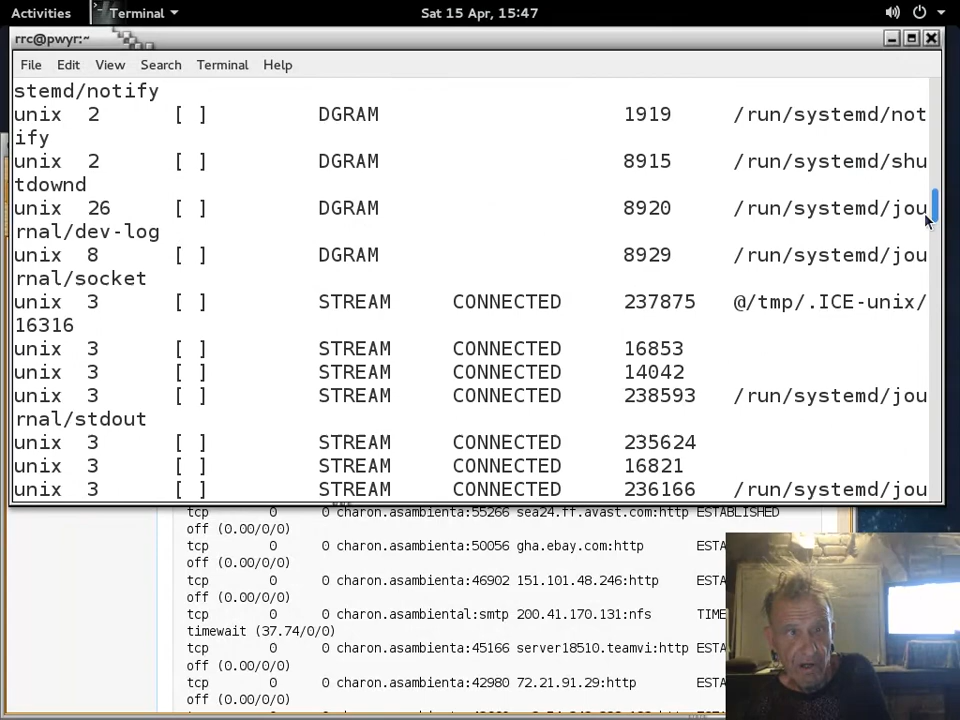 Activities Terminal Sat 15 Apr, 15:47
rrc@pwyr:~
File Edit View Search Terminal Help
stemd/notify
unix 2 [ ] DGRAM 1919 /run/systemd/not
ify
unix 2 [ ] DGRAM 8915 /run/systemd/shu
tdownd
unix 26 [ ] DGRAM 8920 /run/systemd/jou
rnal/dev-log
unix 8 [ ] DGRAM 8929 /run/systemd/jou
rnal/socket
unix 3 [ ] STREAM CONNECTED 237875 @/tmp/.ICE-unix/
16316
unix 3 [ ] STREAM CONNECTED 16853
unix 3 [ ] STREAM CONNECTED 14042
unix 3 [ ] STREAM CONNECTED 238593 /run/systemd/jou
rnal/stdout
unix 3 [ ] STREAM CONNECTED 235624
unix 3 [ ] STREAM CONNECTED 16821
unix 3 [ ] STREAM CONNECTED 236166 /run/systemd/jou
tcp 0 0 charon.asambienta:55266 sea24.ff.avast.com:http ESTABLISHED
off (0.00/0/0)
tcp 0 0 charon.asambienta:50056 gha.ebay.com:http ESTA
off (0.00/0/0)
tcp 0 0 charon.asambienta:46902 151.101.48.246:http ESTA
off (0.00/0/0)
tcp 0 0 charon.asambiental:smtp 200.41.170.131:nfs TIME
timewait (37.74/0/0)
tcp 0 0 charon.asambienta:45166 server18510.teamvi:http ESTA
off (0.00/0/0)
tcp 0 0 charon.asambienta:42980 72.21.91.29:http ESTA
off (0.00/0/0)